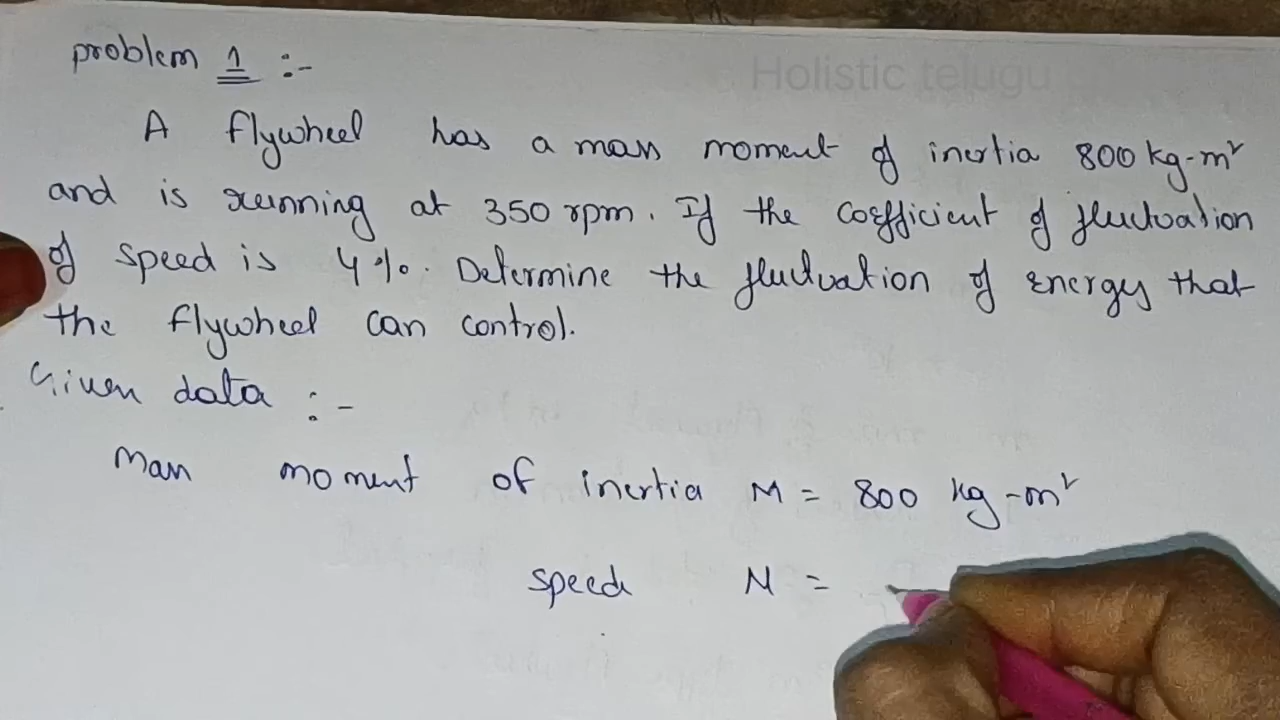 problem 1 :-
Holistic telugu
A flywheel has a mass moment of inertia 800 kg-m²
and is running at 350 rpm. If the coefficient of fluctuation
of speed is 4%. Determine the fluctuation of energy that
the flywheel can control.
Given data :-
Mass moment of inertia M = 800 kg-m²
speed N =